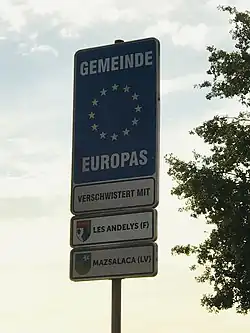 GEMEINDE
EUROPAS
VERSCHWISTERT MIT
LES ANDELYS (F)
MAZSALACA (LV)